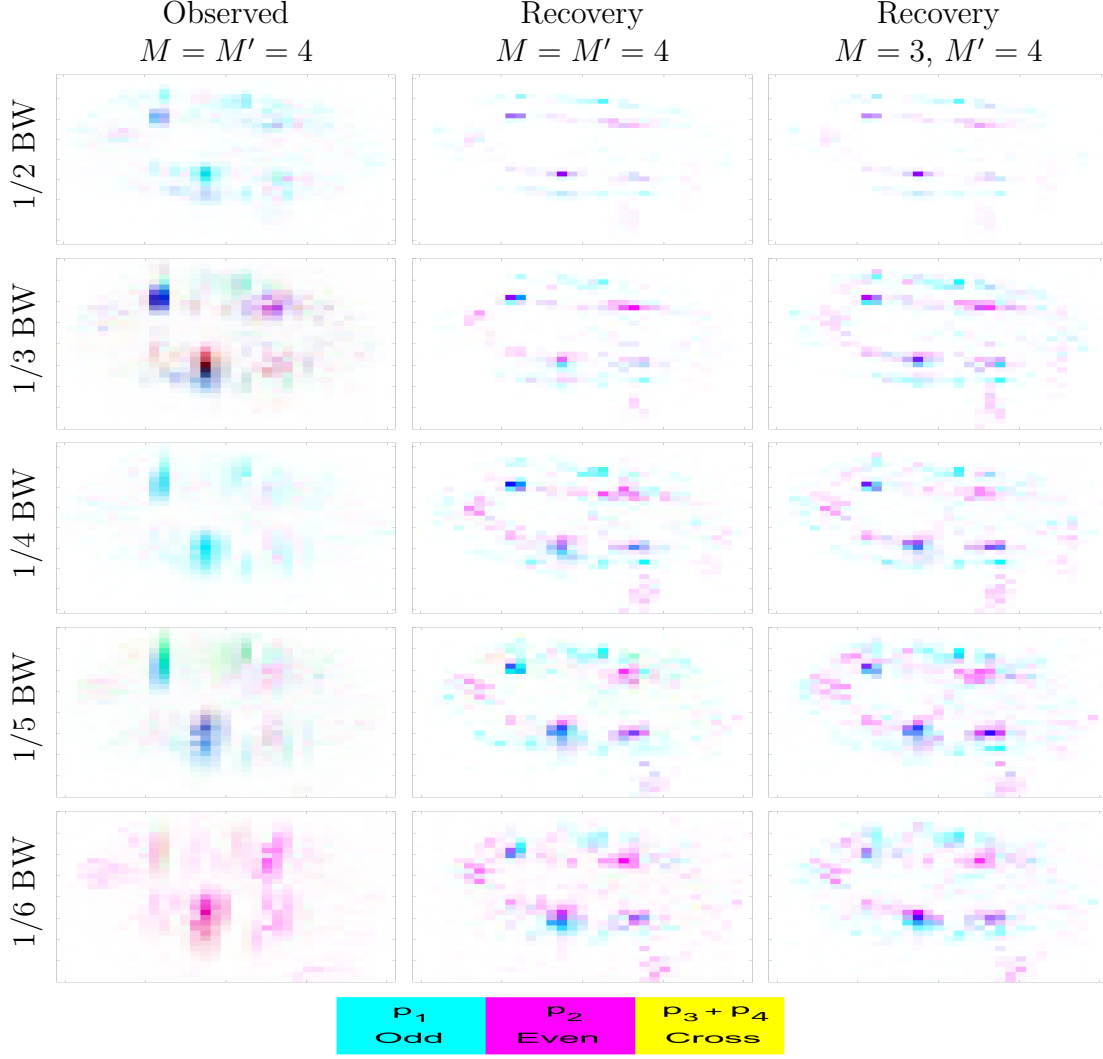 Observed
M = M′ = 4
Recovery
M = M′ = 4
Recovery
M = 3, M′ = 4
1/2 BW
1/3 BW
1/4 BW
1/5 BW
1/6 BW
p₁
Odd
p₂
Even
p₃ + p₄
Cross